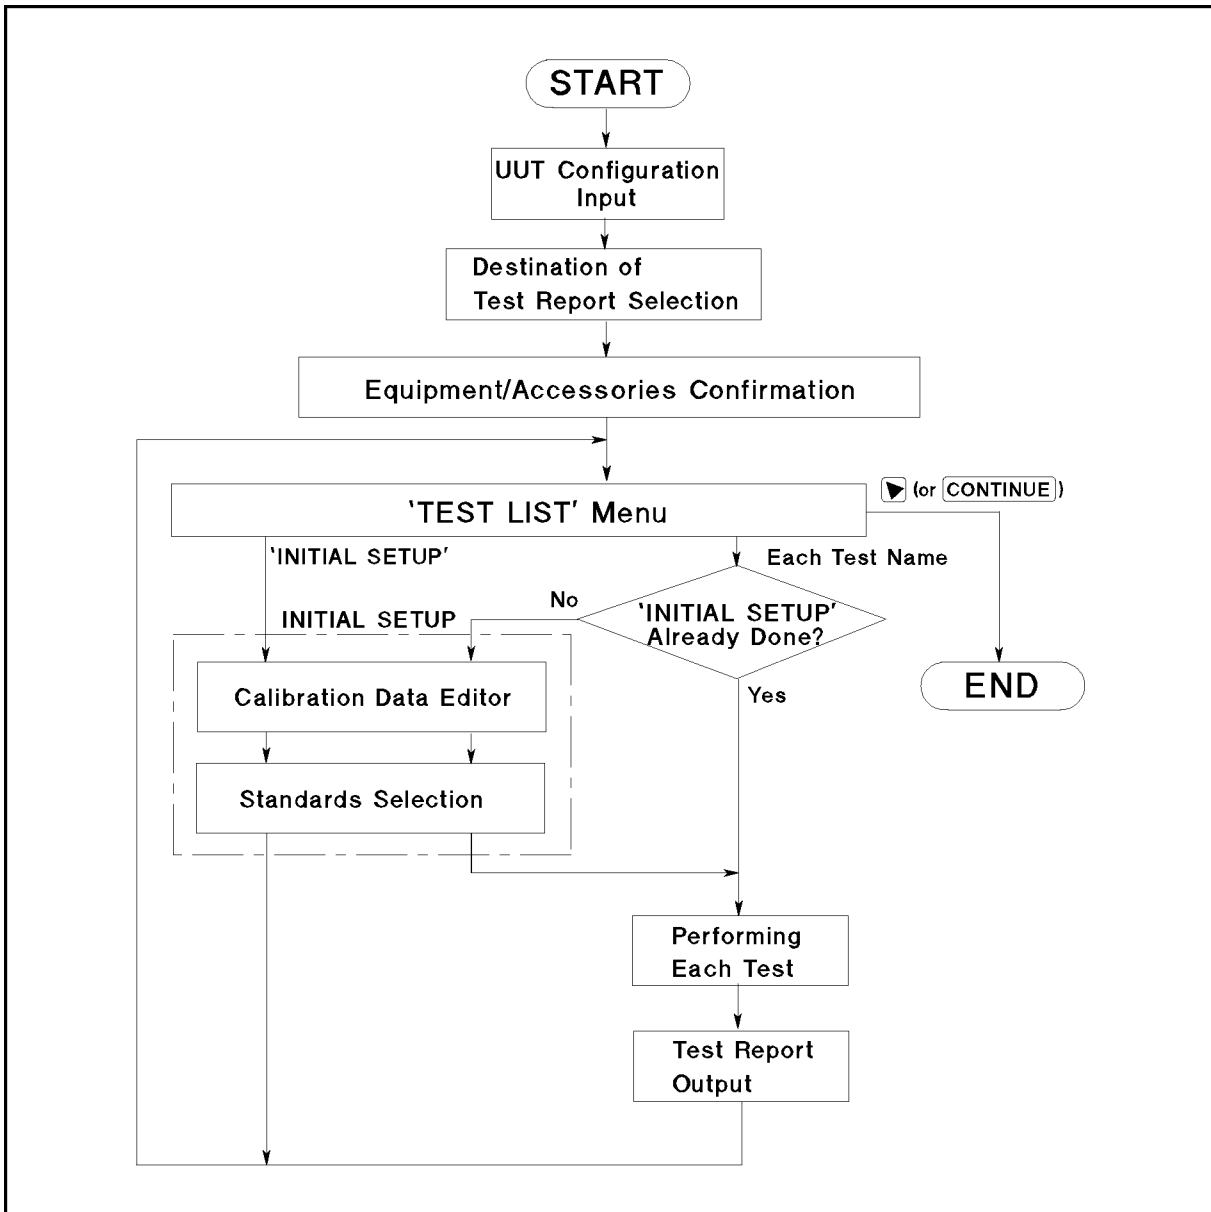 START
UUT Configuration
Input
Destination of
Test Report Selection
Equipment/Accessories Confirmation
(or CONTINUE)
'TEST LIST' Menu
'INITIAL SETUP'
Each Test Name
No
'INITIAL SETUP'
Already Done?
INITIAL SETUP
Yes
END
Calibration Data Editor
Standards Selection
Performing
Each Test
Test Report
Output